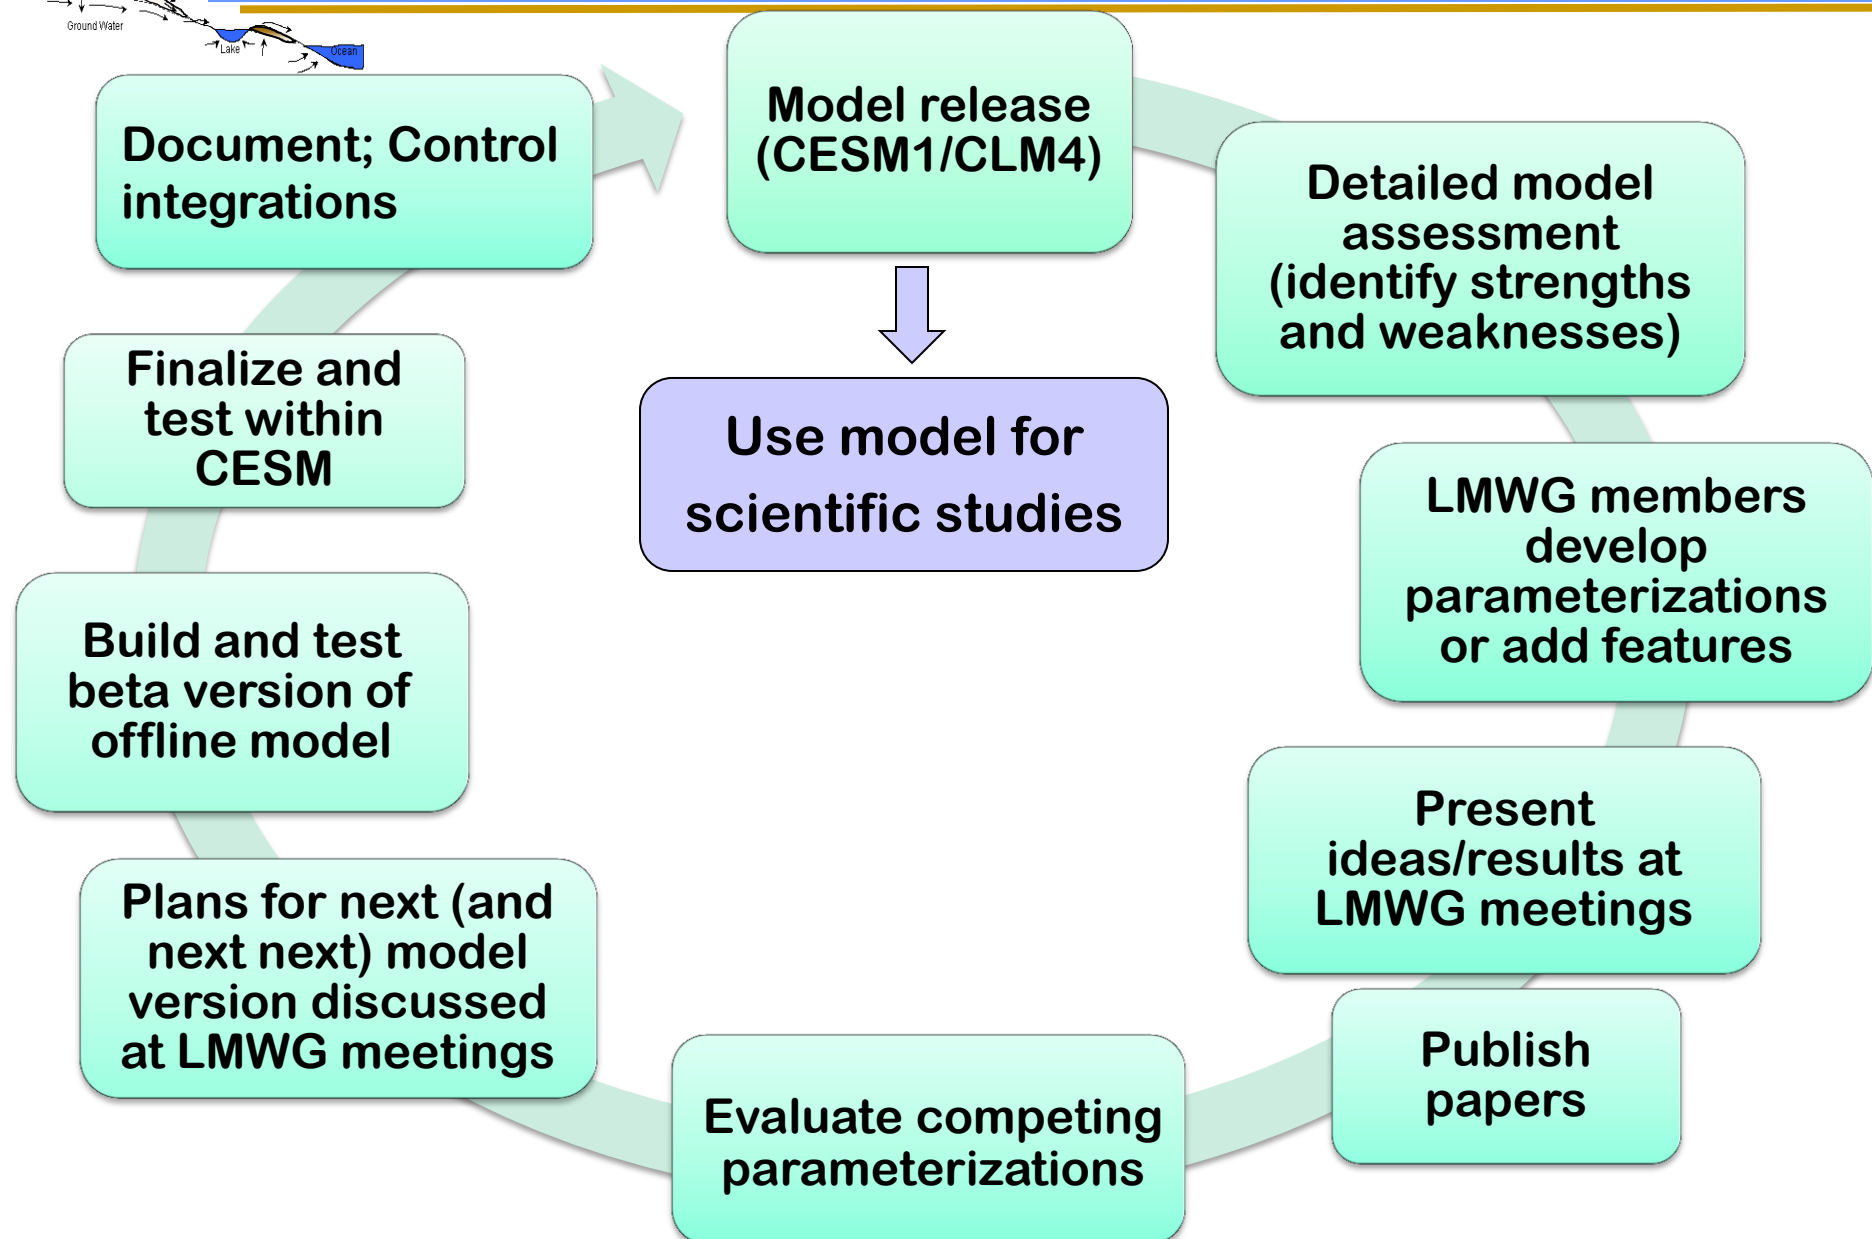 Ground Water
Lake
Ocean
Model release
(CESM1/CLM4)
Detailed model
assessment
(identify strengths
and weaknesses)
LMWG members
develop
parameterizations
or add features
Present
ideas/results at
LMWG meetings
Publish
papers
Evaluate competing
parameterizations
Plans for next (and
next next) model
version discussed
at LMWG meetings
Build and test
beta version of
offline model
Finalize and
test within
CESM
Document; Control
integrations
Use model for
scientific studies